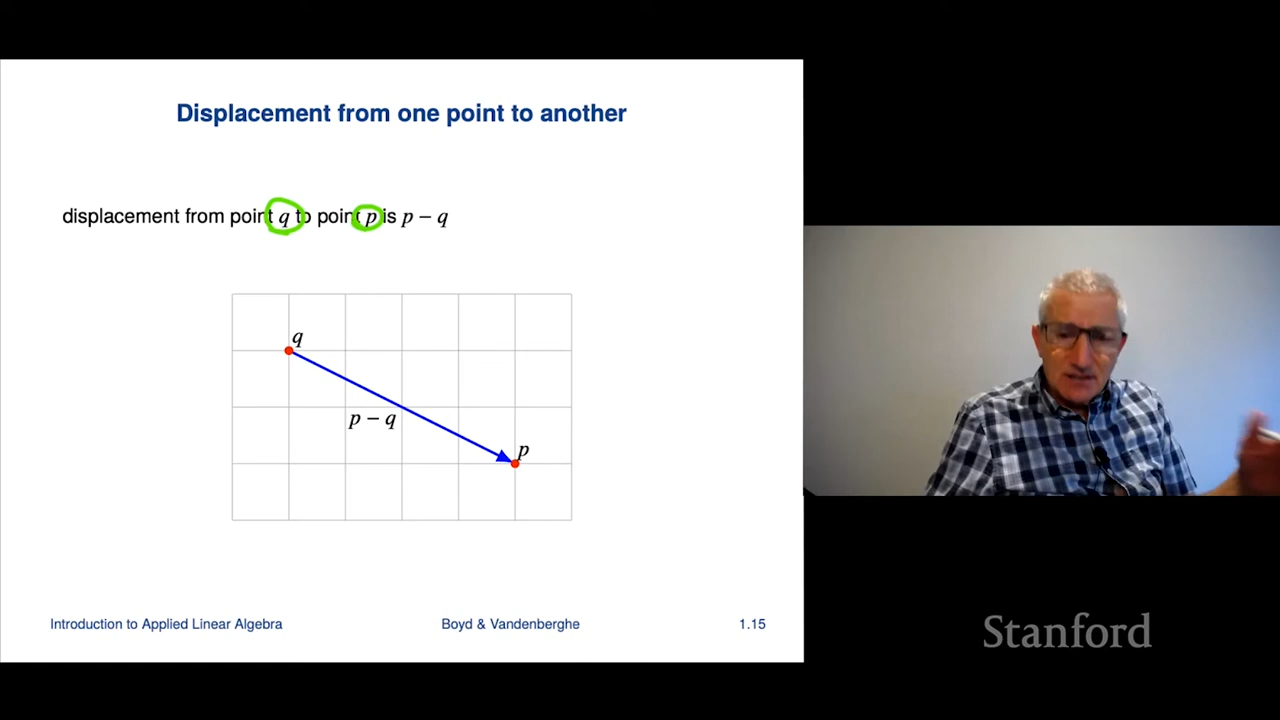 Displacement from one point to another
displacement from point q to point p is p − q
q
p − q
p
Introduction to Applied Linear Algebra
Boyd & Vandenberghe
1.15
Stanford